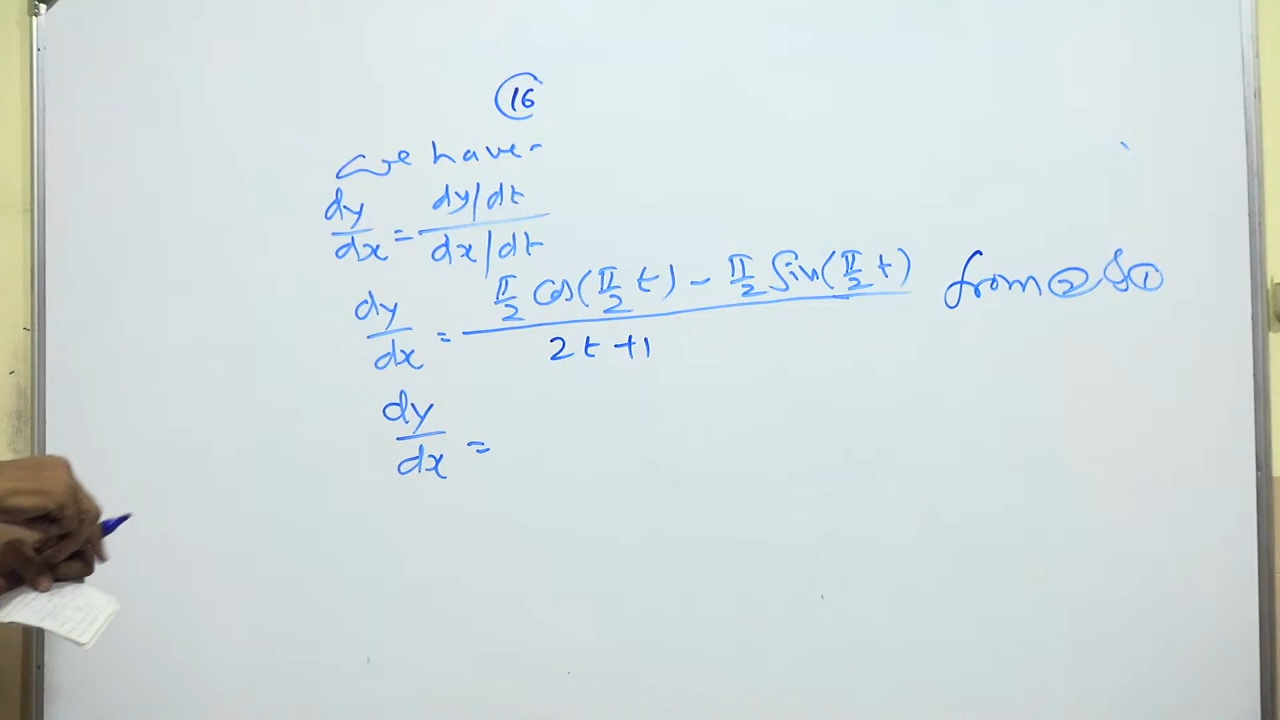 16
we have-
dy/dx = (dy/dt)/(dx/dt)
dy/dx = (π/2 cos(π/2 t) - π/2 sin(π/2 t))/(2t+1) from ② & ①
dy/dx =